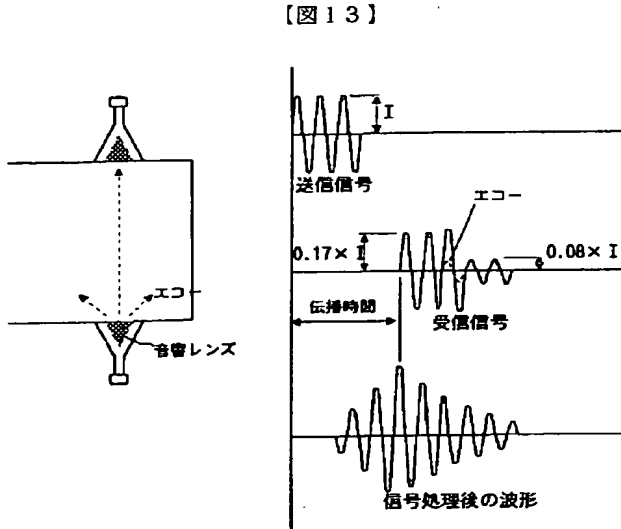 【図13】
I
送信信号
エコー
0.17×I
0.08×I
エコー
伝播時間
受信信号
音響レンズ
信号処理後の波形